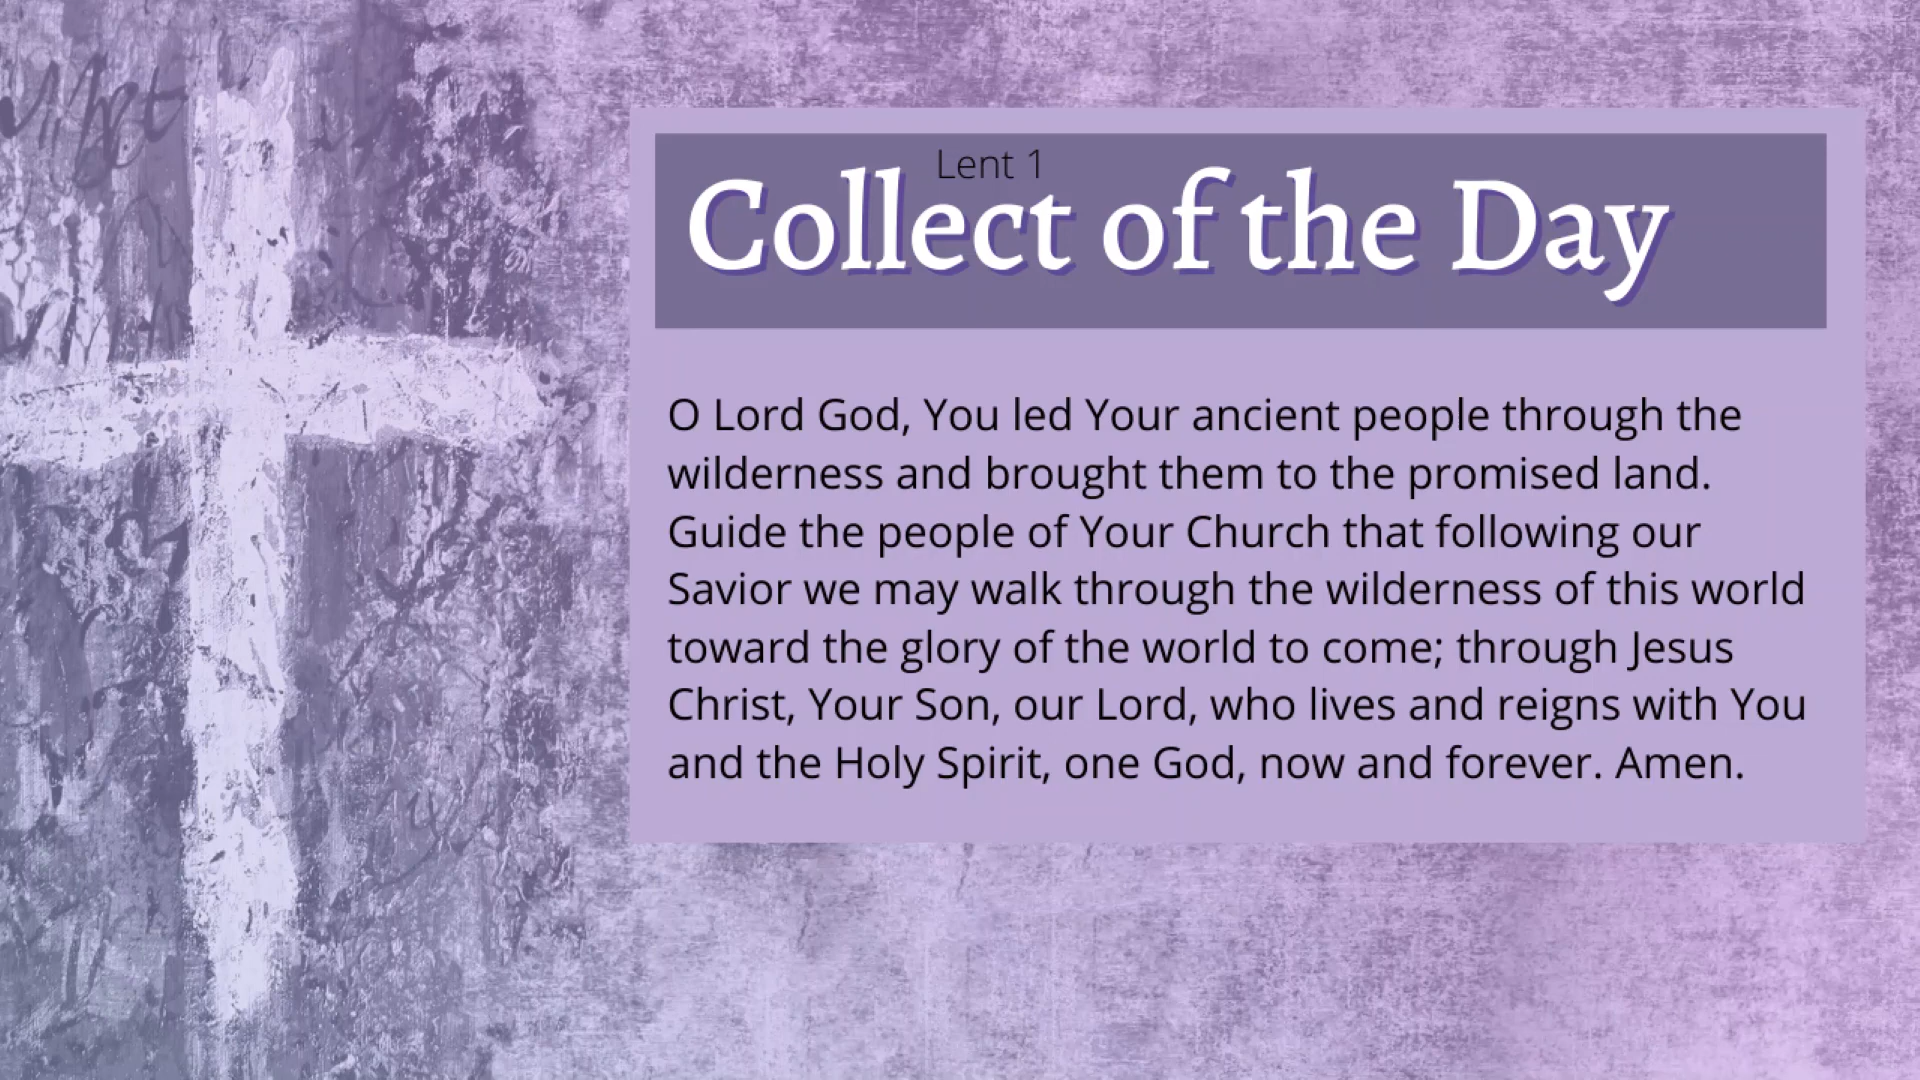 Lent 1
Collect of the Day
O Lord God, You led Your ancient people through the
wilderness and brought them to the promised land.
Guide the people of Your Church that following our
Savior we may walk through the wilderness of this world
toward the glory of the world to come; through Jesus
Christ, Your Son, our Lord, who lives and reigns with You
and the Holy Spirit, one God, now and forever. Amen.